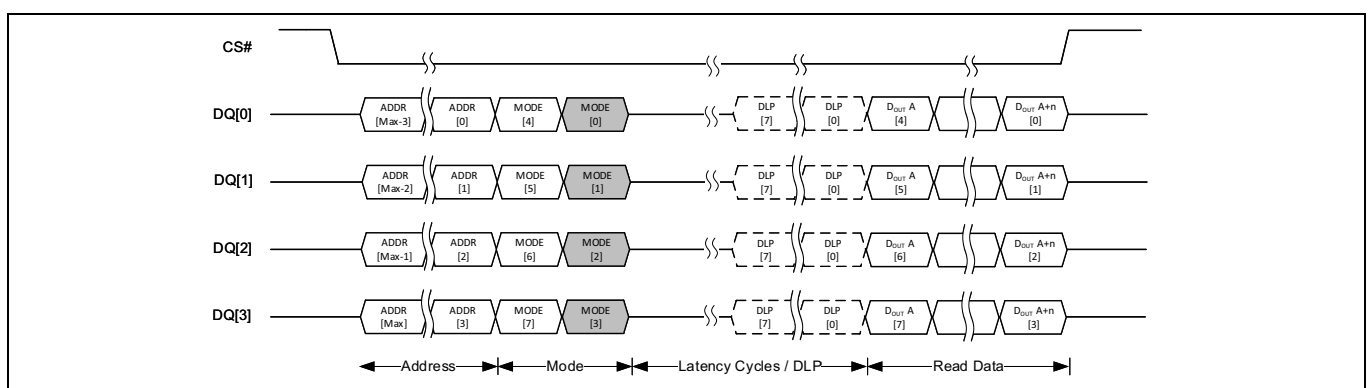 CS#
DQ[0] ADDR ADDR MODE MODE DLP DLP DOUT A DOUT A+n
[Max-3] [0] [4] [0] [7] [0] [4] [0]
DQ[1] ADDR ADDR MODE MODE DLP DLP DOUT A DOUT A+n
[Max-2] [1] [5] [1] [7] [0] [5] [1]
DQ[2] ADDR ADDR MODE MODE DLP DLP DOUT A DOUT A+n
[Max-1] [2] [6] [2] [7] [0] [6] [2]
DQ[3] ADDR ADDR MODE MODE DLP DLP DOUT A DOUT A+n
[Max] [3] [7] [3] [7] [0] [7] [3]
Address Mode Latency Cycles / DLP Read Data